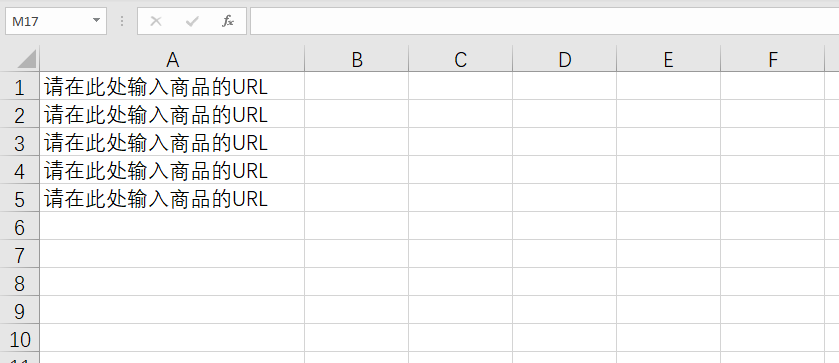 M17
fx
A B C D E F
1 请在此处输入商品的URL
2 请在此处输入商品的URL
3 请在此处输入商品的URL
4 请在此处输入商品的URL
5 请在此处输入商品的URL
6
7
8
9
10
11